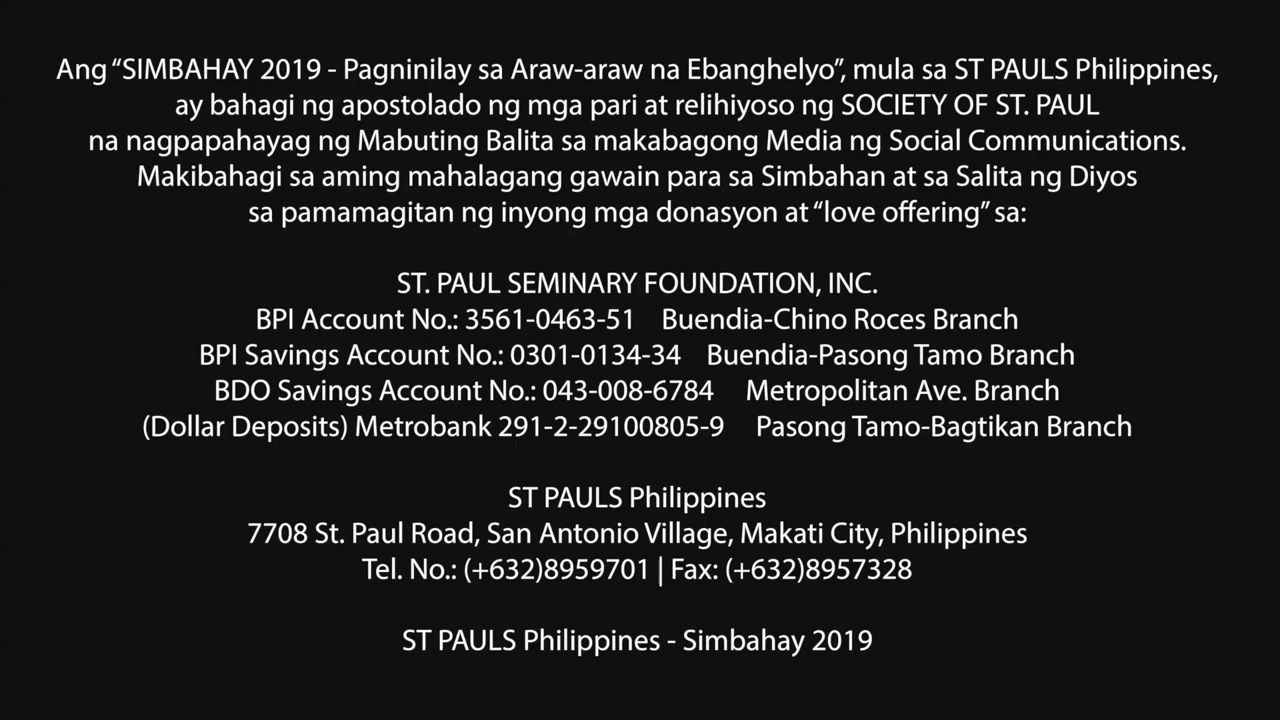 Ang “SIMBAHAY 2019 - Pagninilay sa Araw-araw na Ebanghelyo”, mula sa ST PAULS Philippines,
ay bahagi ng apostolado ng mga pari at relihiyoso ng SOCIETY OF ST. PAUL
na nagpapahayag ng Mabuting Balita sa makabagong Media ng Social Communications.
Makibahagi sa aming mahalagang gawain para sa Simbahan at sa Salita ng Diyos
sa pamamagitan ng inyong mga donasyon at “love offering” sa:
ST. PAUL SEMINARY FOUNDATION, INC.
BPI Account No.: 3561-0463-51 Buendia-Chino Roces Branch
BPI Savings Account No.: 0301-0134-34 Buendia-Pasong Tamo Branch
BDO Savings Account No.: 043-008-6784 Metropolitan Ave. Branch
(Dollar Deposits) Metrobank 291-2-29100805-9 Pasong Tamo-Bagtikan Branch
ST PAULS Philippines
7708 St. Paul Road, San Antonio Village, Makati City, Philippines
Tel. No.: (+632)8959701 | Fax: (+632)8957328
ST PAULS Philippines - Simbahay 2019